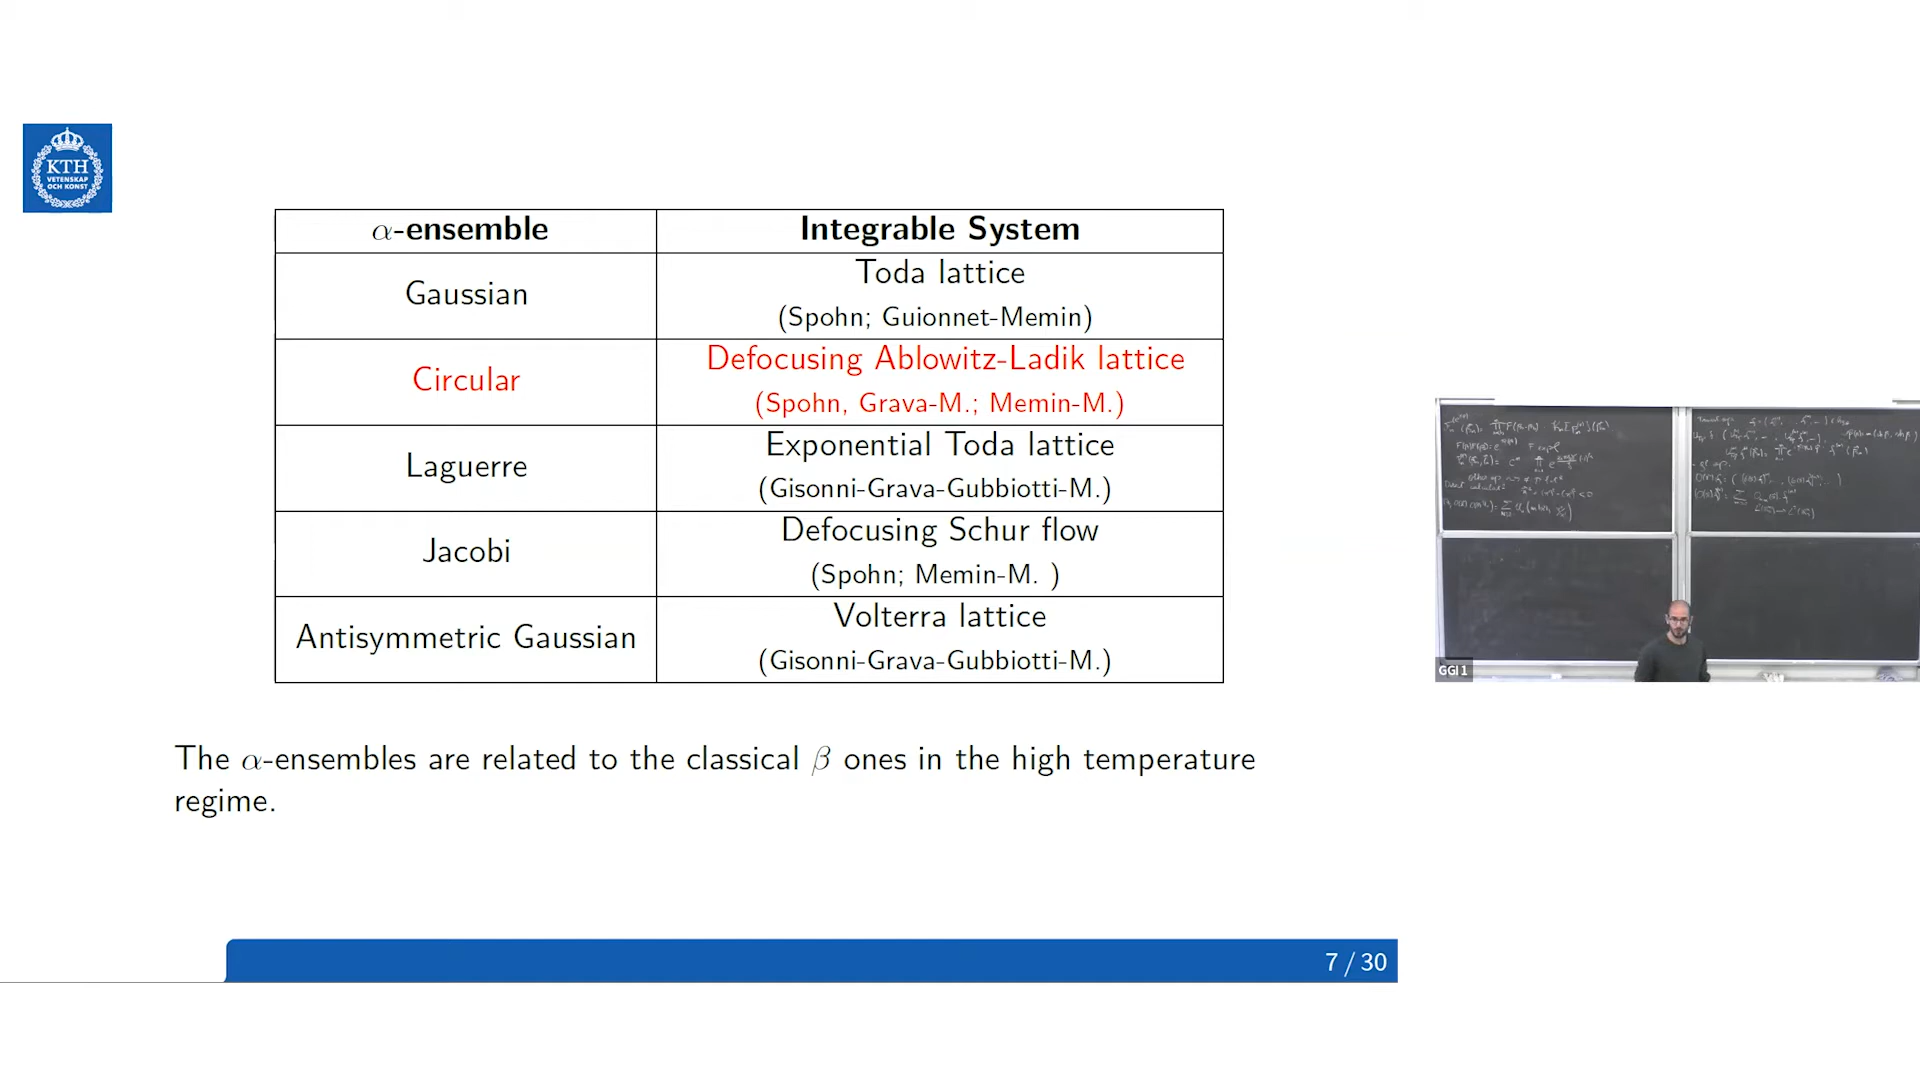 KTH
VETENSKAP
OCH KONST
α-ensemble Integrable System
Gaussian
Toda lattice
(Spohn; Guionnet-Memin)
Circular
Defocusing Ablowitz-Ladik lattice
(Spohn, Grava-M.; Memin-M.)
Laguerre
Exponential Toda lattice
(Gisonni-Grava-Gubbiotti-M.)
Jacobi
Defocusing Schur flow
(Spohn; Memin-M. )
Antisymmetric Gaussian
Volterra lattice
(Gisonni-Grava-Gubbiotti-M.)
The α-ensembles are related to the classical β ones in the high temperature
regime.
7 / 30
GGI 1